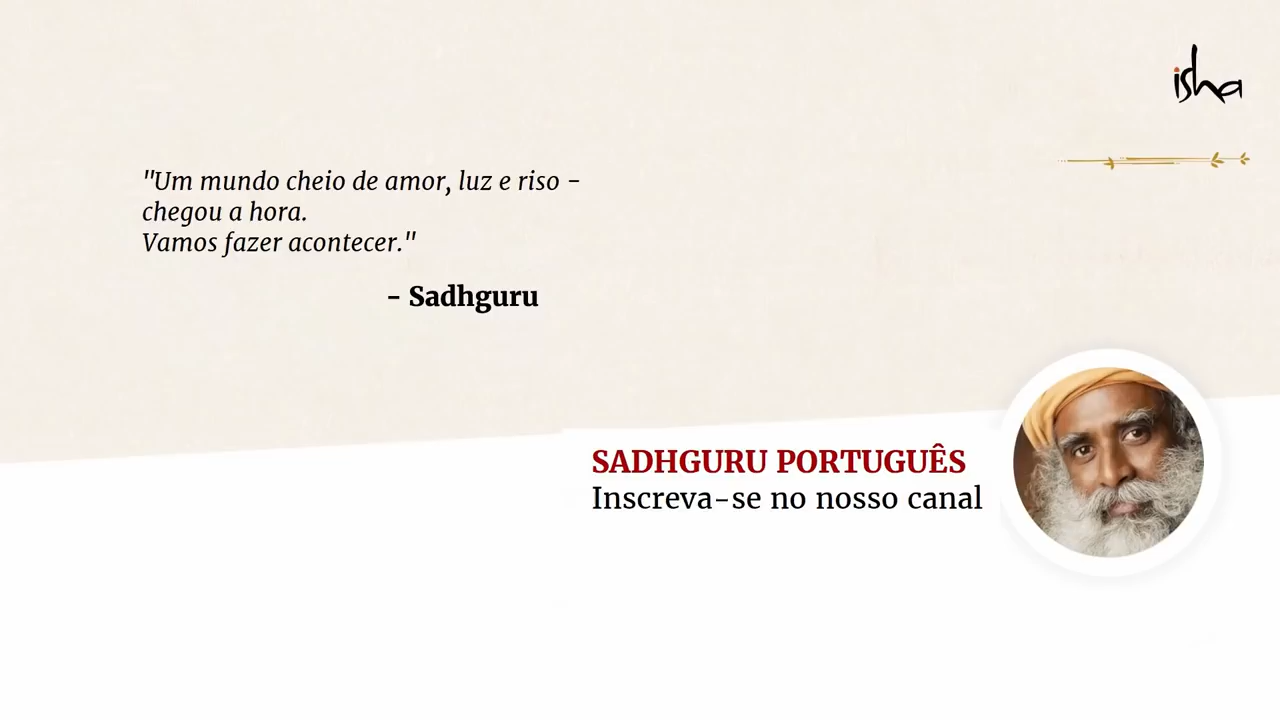 isha
"Um mundo cheio de amor, luz e riso -
chegou a hora.
Vamos fazer acontecer."
- Sadhguru
SADHGURU PORTUGUÊS
Inscreva-se no nosso canal